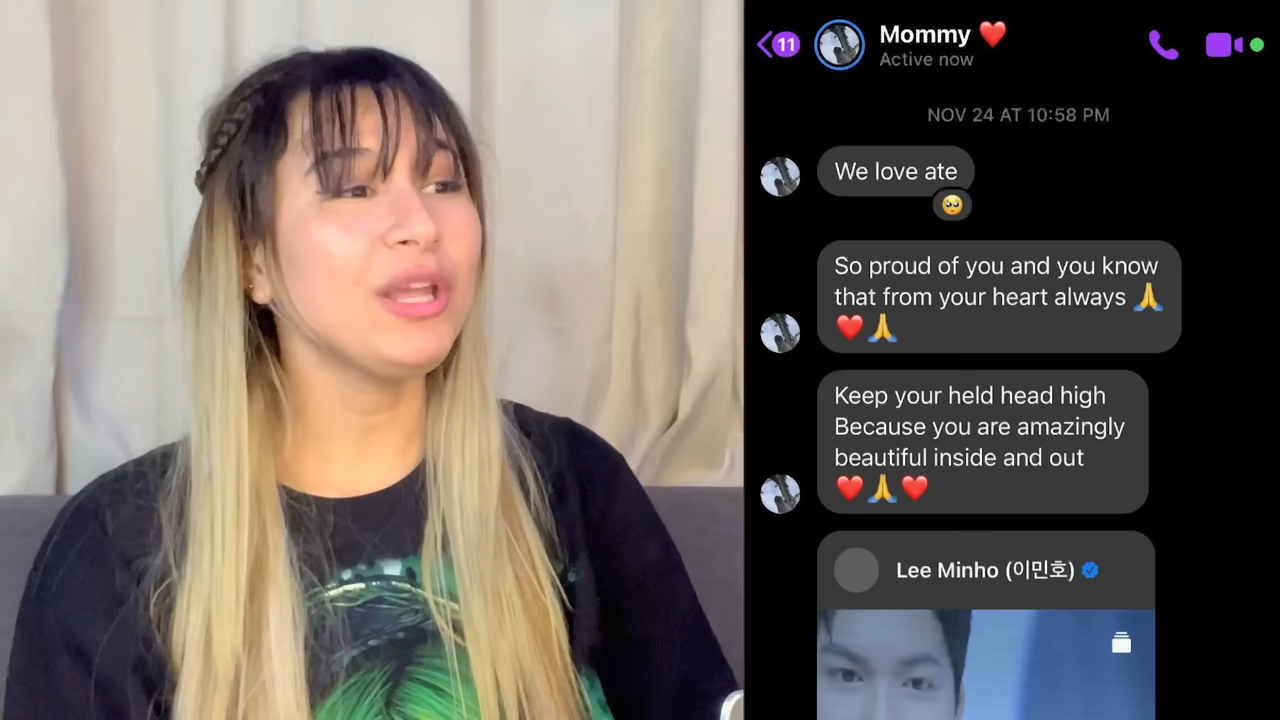 11
Mommy ❤️
Active now
NOV 24 AT 10:58 PM
We love ate
🥺
So proud of you and you know
that from your heart always 🙏
❤️🙏
Keep your held head high
Because you are amazingly
beautiful inside and out
❤️🙏❤️
Lee Minho (이민호)